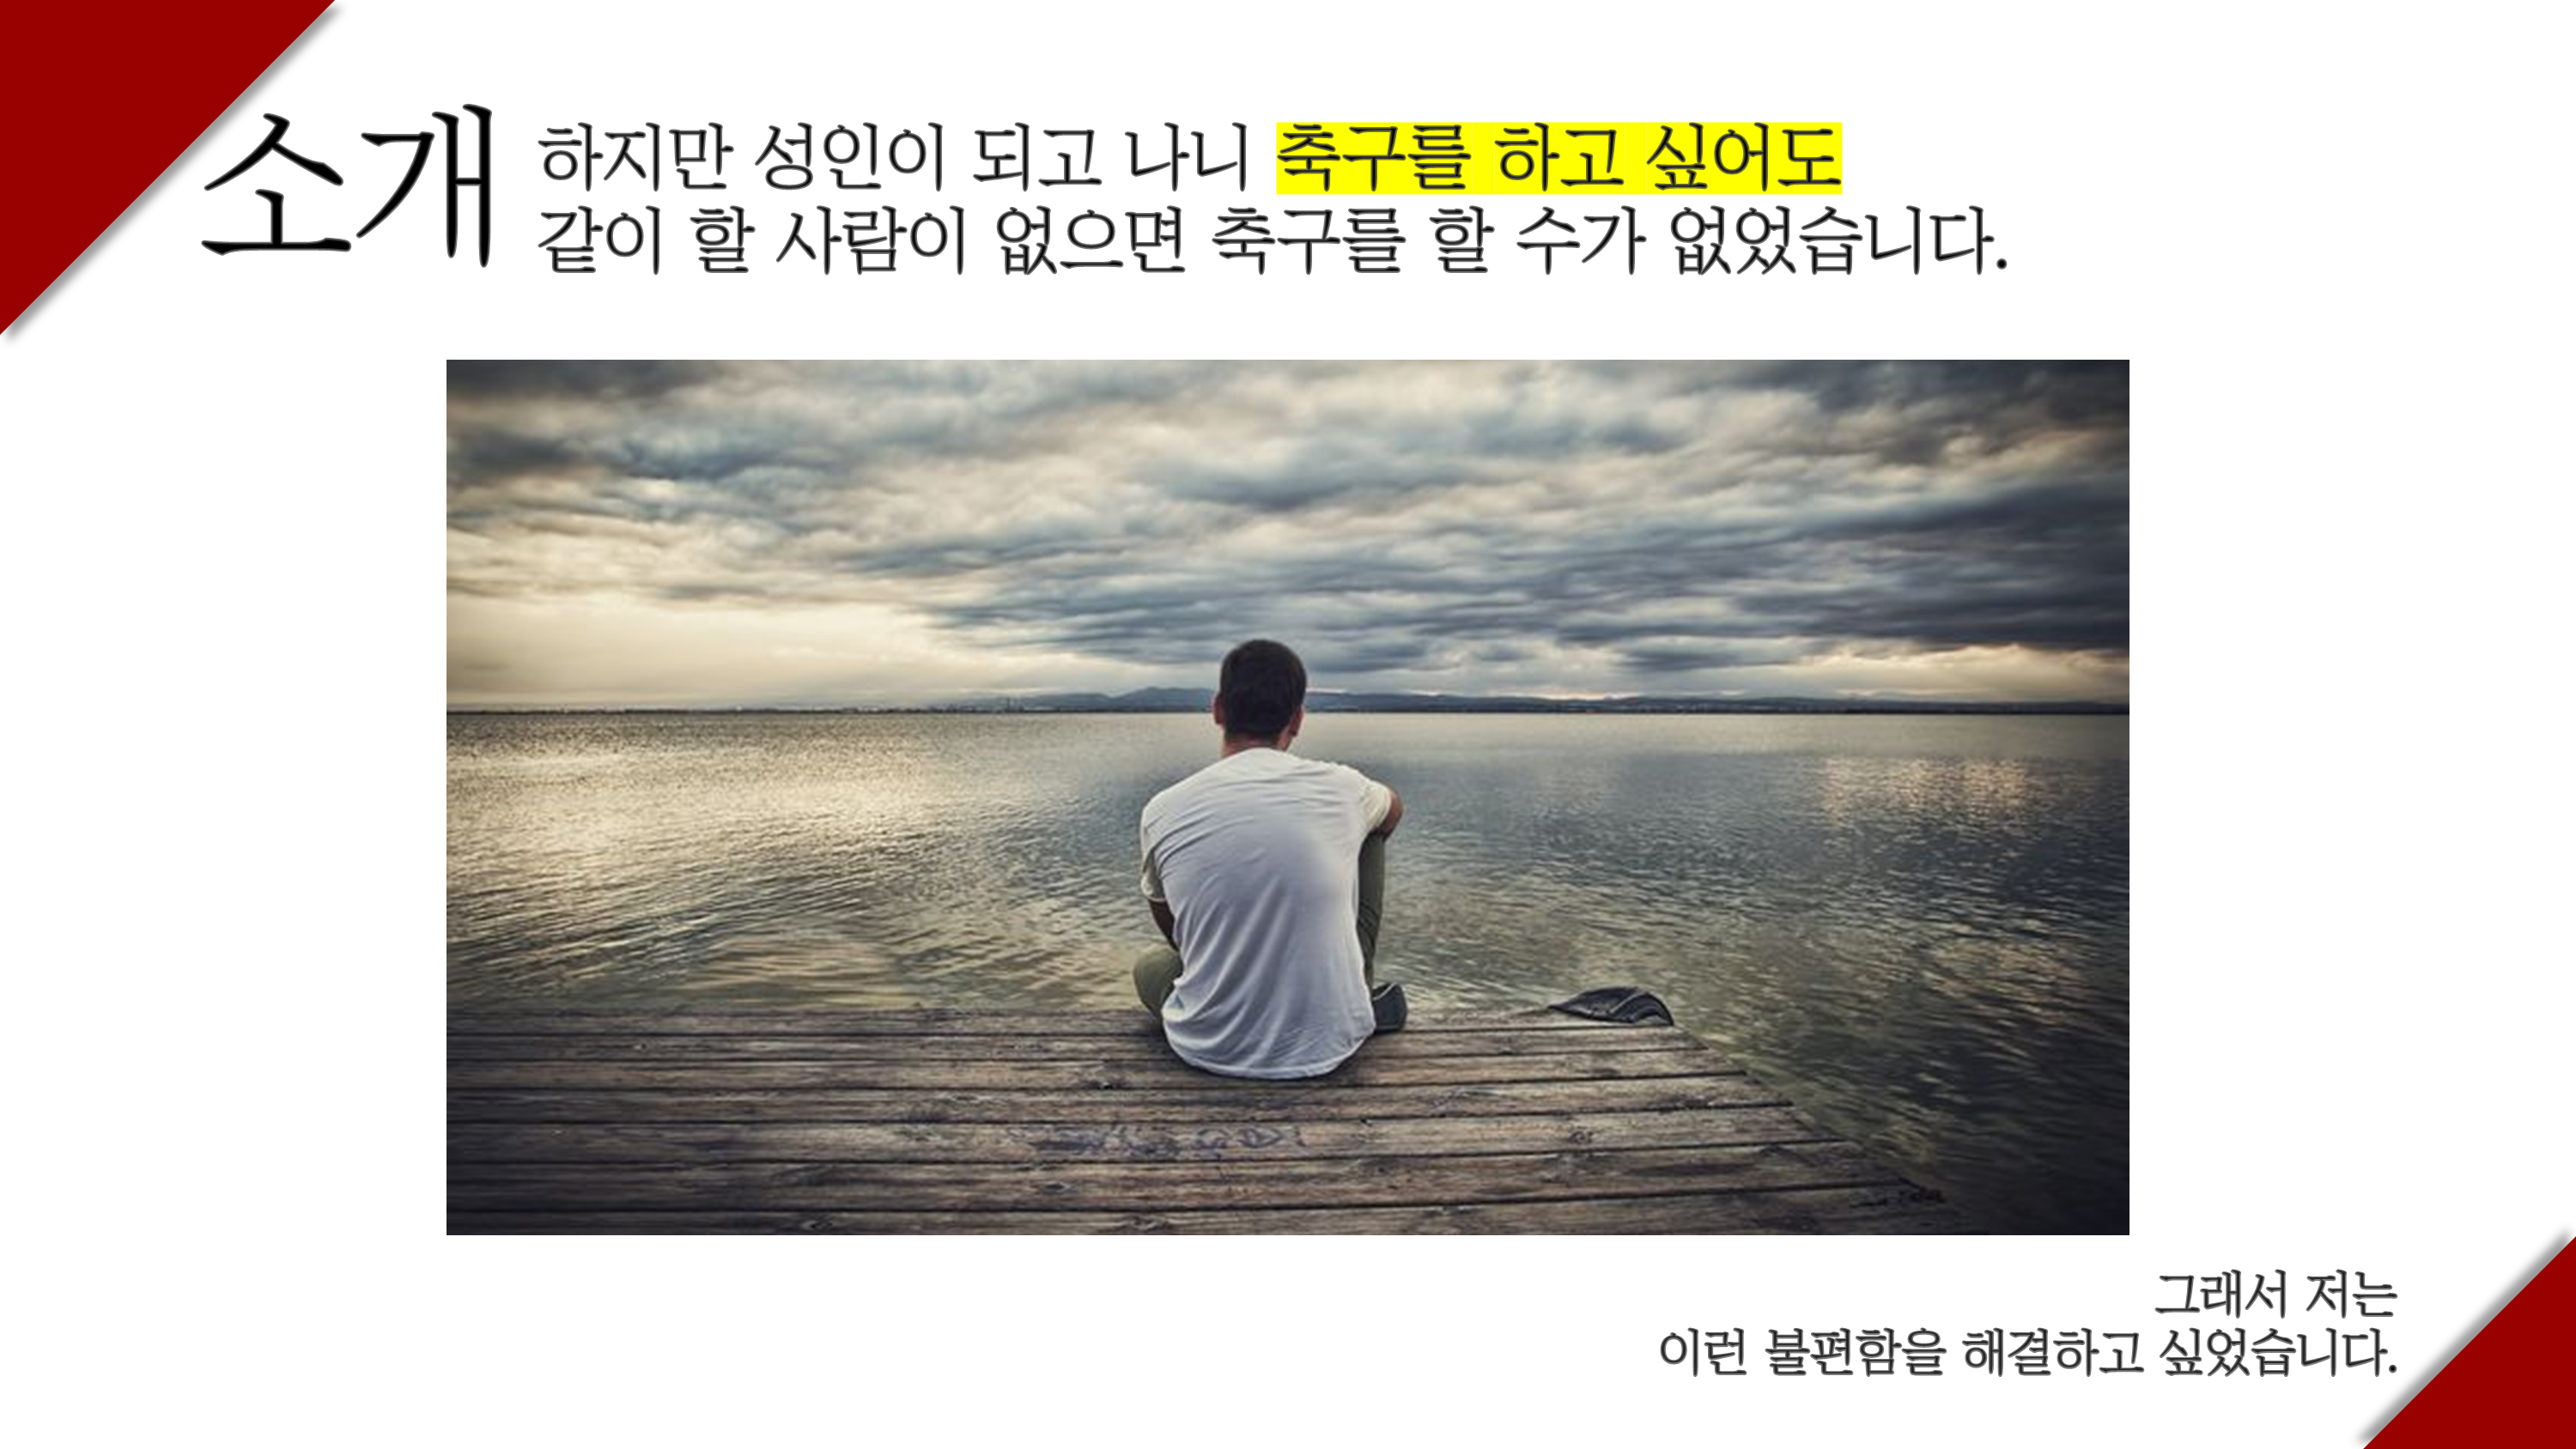 소개
하지만 성인이 되고 나니 축구를 하고 싶어도
같이 할 사람이 없으면 축구를 할 수가 없었습니다.
그래서 저는
이런 불편함을 해결하고 싶었습니다.